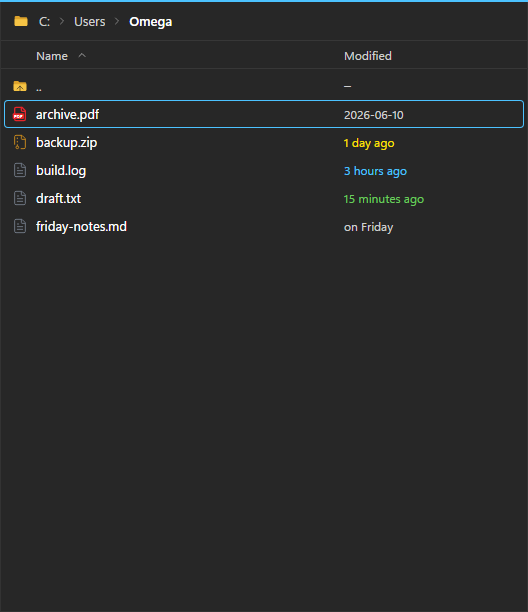 C: > Users > Omega
Name Modified
.. –
archive.pdf 2026-06-10
backup.zip 1 day ago
build.log 3 hours ago
draft.txt 15 minutes ago
friday-notes.md on Friday